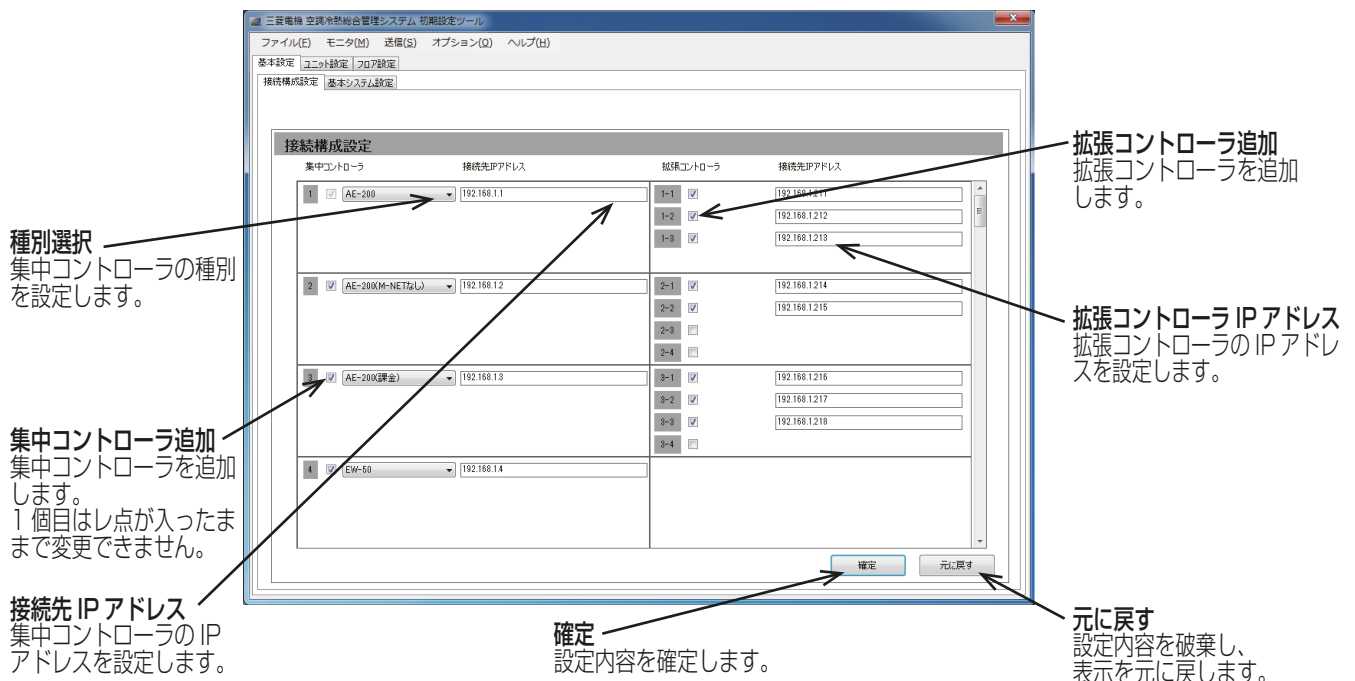 三菱電機 空調冷熱総合管理システム 初期設定ツール
ファイル(F) モニタ(M) 送信(S) オプション(O) ヘルプ(H)
基本設定 ユニット設定 フロア設定
接続構成設定 基本システム設定
接続構成設定
集中コントローラ 接続先IPアドレス 拡張コントローラ 接続先IPアドレス
1 AE-200 192.168.1.1 1-1 192.168.1.211
1-2 192.168.1.212
1-3 192.168.1.213
2 AE-200(M-NETなし) 192.168.1.2 2-1 192.168.1.214
2-2 192.168.1.215
2-3
2-4
3 AE-200(課金) 192.168.1.3 3-1 192.168.1.216
3-2 192.168.1.217
3-3 192.168.1.218
3-4
4 EW-50 192.168.1.4
確定 元に戻す
種別選択
集中コントローラの種別
を設定します。
集中コントローラ追加
集中コントローラを追加
します。
1個目はレ点が入ったま
まで変更できません。
接続先 IP アドレス
集中コントローラの IP
アドレスを設定します。
拡張コントローラ追加
拡張コントローラを追加
します。
拡張コントローラ IP アドレス
拡張コントローラの IP アドレ
スを設定します。
確定
設定内容を確定します。
元に戻す
設定内容を破棄し、
表示を元に戻します。